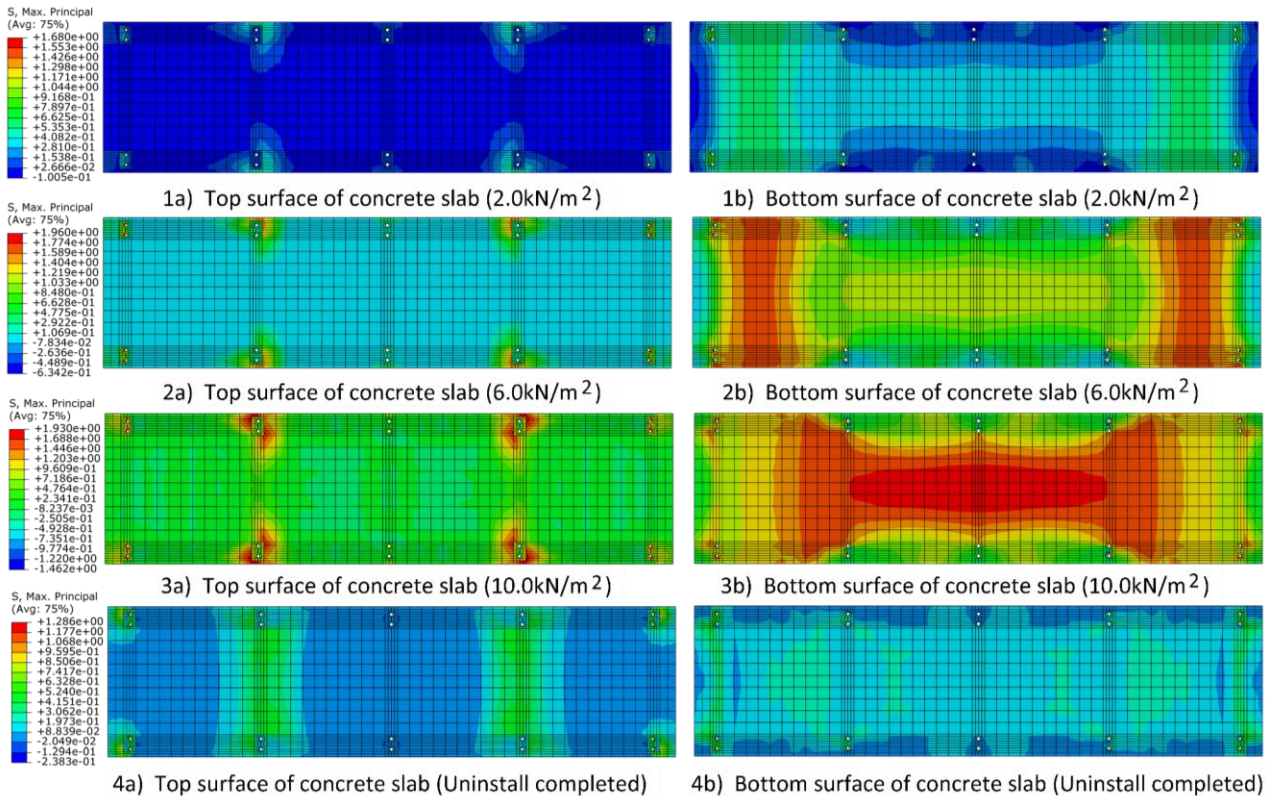 S, Max. Principal
(Avg: 75%)
+1.680e+00
+1.553e+00
+1.426e+00
+1.298e+00
+1.171e+00
+1.044e+00
+9.168e-01
+7.897e-01
+6.625e-01
+5.353e-01
+4.082e-01
+2.810e-01
+1.538e-01
+2.666e-02
-1.005e-01
1a) Top surface of concrete slab (2.0kN/m²)
1b) Bottom surface of concrete slab (2.0kN/m²)
S, Max. Principal
(Avg: 75%)
+1.960e+00
+1.774e+00
+1.589e+00
+1.404e+00
+1.219e+00
+1.033e+00
+8.480e-01
+6.628e-01
+4.775e-01
+2.922e-01
+1.069e-01
-7.834e-02
-2.636e-01
-4.489e-01
-6.342e-01
2a) Top surface of concrete slab (6.0kN/m²)
2b) Bottom surface of concrete slab (6.0kN/m²)
S, Max. Principal
(Avg: 75%)
+1.930e+00
+1.688e+00
+1.446e+00
+1.203e+00
+9.609e-01
+7.186e-01
+4.764e-01
+2.341e-01
-8.237e-03
-2.505e-01
-4.928e-01
-7.351e-01
-9.774e-01
-1.220e+00
-1.462e+00
3a) Top surface of concrete slab (10.0kN/m²)
3b) Bottom surface of concrete slab (10.0kN/m²)
S, Max. Principal
(Avg: 75%)
+1.286e+00
+1.177e+00
+1.068e+00
+9.595e-01
+8.506e-01
+7.417e-01
+6.328e-01
+5.240e-01
+4.151e-01
+3.062e-01
+1.973e-01
+8.839e-02
-2.049e-02
-1.294e-01
-2.383e-01
4a) Top surface of concrete slab (Uninstall completed)
4b) Bottom surface of concrete slab (Uninstall completed)